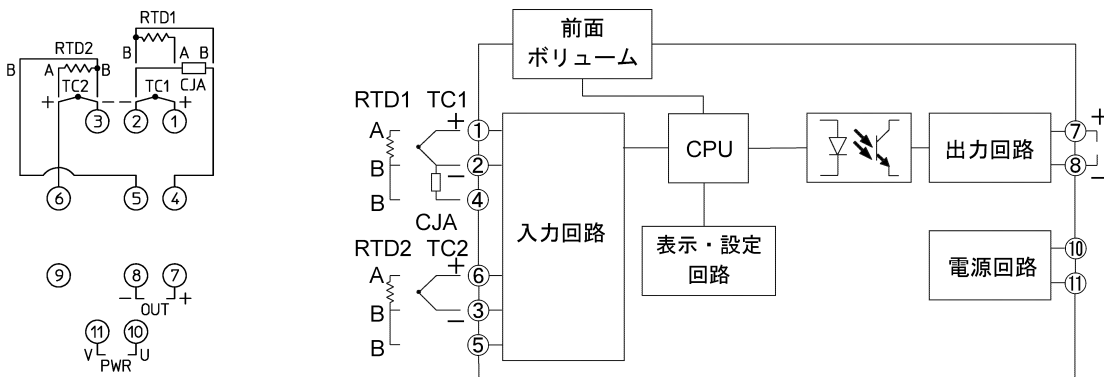 RTD1
B A B
RTD2
B A B
CJA
TC2 TC1
+ - - +
③ ② ①
⑥ ⑤ ④
⑨ ⑧ ⑦
- OUT +
⑪ ⑩
V PWR U
前面
ボリューム
RTD1 TC1
A + ①
B - ②
B ④
CJA
RTD2 TC2
A + ⑥
B - ③
B ⑤
入力回路
CPU
表示・設定
回路
出力回路
⑦ +
⑧ -
電源回路
⑩
⑪